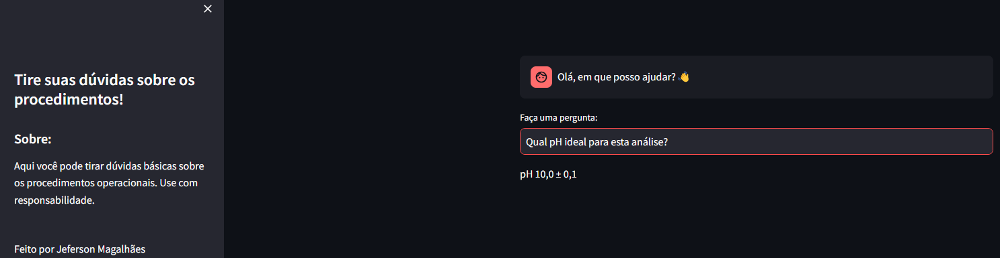 Tire suas dúvidas sobre os
procedimentos!
Sobre:
Aqui você pode tirar dúvidas básicas sobre
os procedimentos operacionais. Use com
responsabilidade.
Feito por Jeferson Magalhães
Olá, em que posso ajudar? 👋
Faça uma pergunta:
Qual pH ideal para esta análise?
pH 10,0 ± 0,1